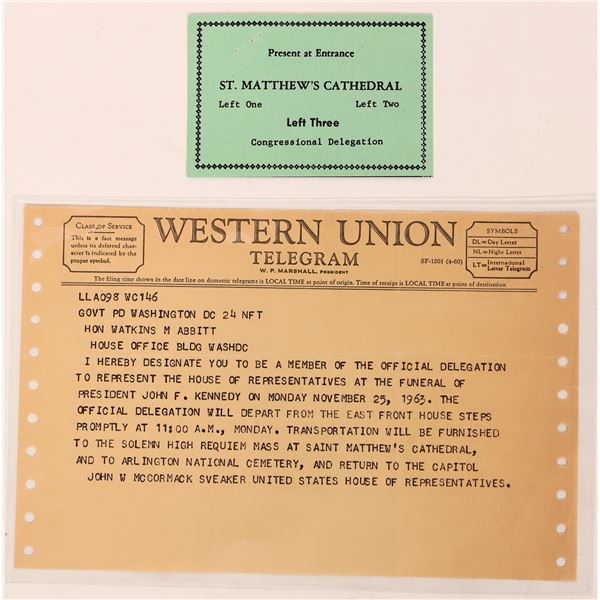 Present at Entrance
ST. MATTHEW'S CATHEDRAL
Left One Left Two
Left Three
Congressional Delegation
CLASS OF SERVICE
This is a fast message
unless its deferred char-
acter is indicated by the
proper symbol.
WESTERN UNION
TELEGRAM
W. P. MARSHALL, PRESIDENT
SF-1201 (4-60)
SYMBOLS
DL=Day Letter
NL=Night Letter
LT=International Letter Telegram
The filing time shown in the date line on domestic telegrams is LOCAL TIME at point of origin. Time of receipt is LOCAL TIME at point of destination
LLA098 WC146
GOVT PD WASHINGTON DC 24 NFT
HON WATKINS M ABBITT
HOUSE OFFICE BLDG WASHDC
I HEREBY DESIGNATE YOU TO BE A MEMBER OF THE OFFICIAL DELEGATION
TO REPRESENT THE HOUSE OF REPRESENTATIVES AT THE FUNERAL OF
PRESIDENT JOHN F. KENNEDY ON MONDAY NOVEMBER 25, 1963. THE
OFFICIAL DELEGATION WILL DEPART FROM THE EAST FRONT HOUSE STEPS
PROMPTLY AT 11:00 A.M., MONDAY. TRANSPORTATION WILL BE FURNISHED
TO THE SOLEMN HIGH REQUIEM MASS AT SAINT MATTHEW'S CATHEDRAL,
AND TO ARLINGTON NATIONAL CEMETERY, AND RETURN TO THE CAPITOL
JOHN W MCCORMACK SVEAKER UNITED STATES HOUSE OF REPRESENTATIVES.